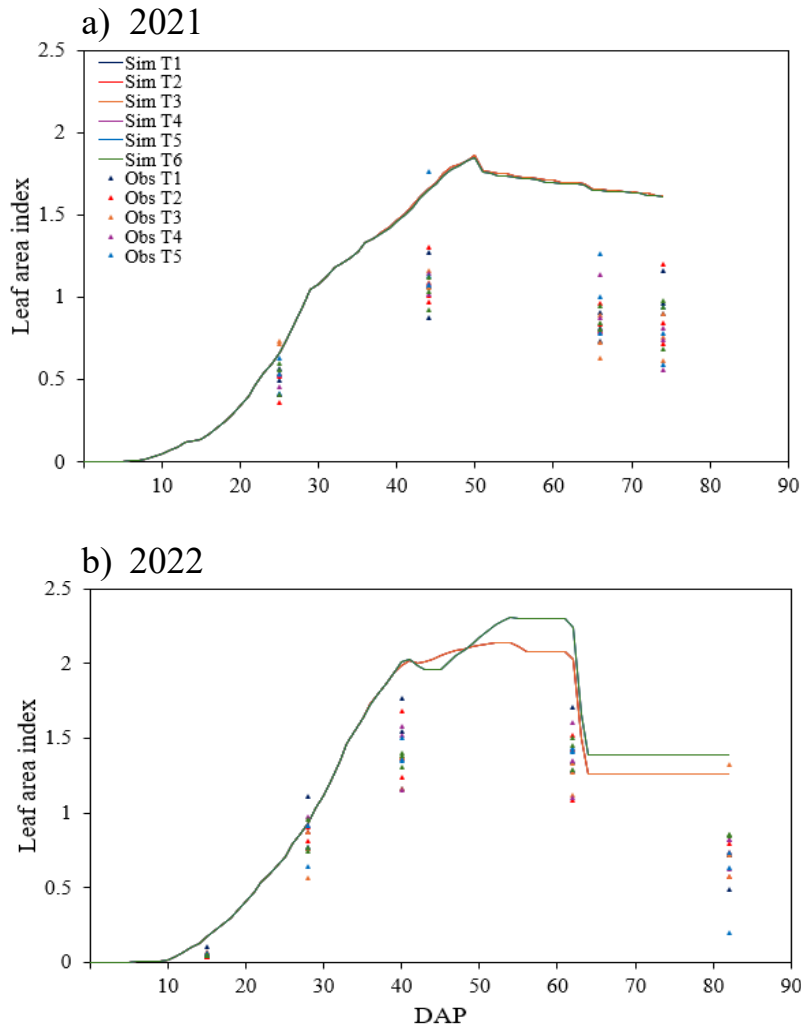 a) 2021
2.5
2
1.5
1
0.5
0
Leaf area index
Sim T1
Sim T2
Sim T3
Sim T4
Sim T5
Sim T6
Obs T1
Obs T2
Obs T3
Obs T4
Obs T5
10 20 30 40 50 60 70 80 90
b) 2022
2.5
2
1.5
1
0.5
0
Leaf area index
10 20 30 40 50 60 70 80 90
DAP